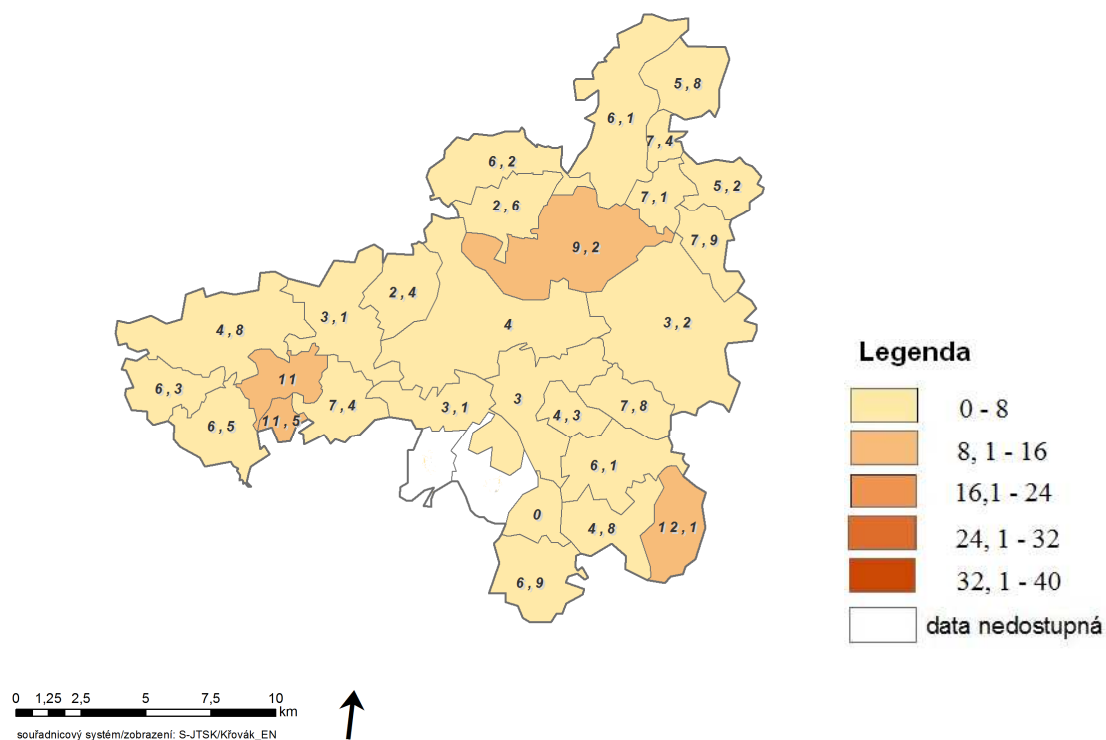 5,8
6,1
7,4
6,2
5,2
7,1
2,6
7,9
9,2
2,4
3,1
4
3,2
4,8
11
6,3
7,4
3,1
3
7,8
4,3
11,5
6,5
6,1
0
4,8
12,1
6,9
Legenda
0 - 8
8, 1 - 16
16,1 - 24
24, 1 - 32
32, 1 - 40
data nedostupná
0 1,25 2,5 5 7,5 10
km
souřadnicový systém/zobrazení: S-JTSK/Křovák_EN